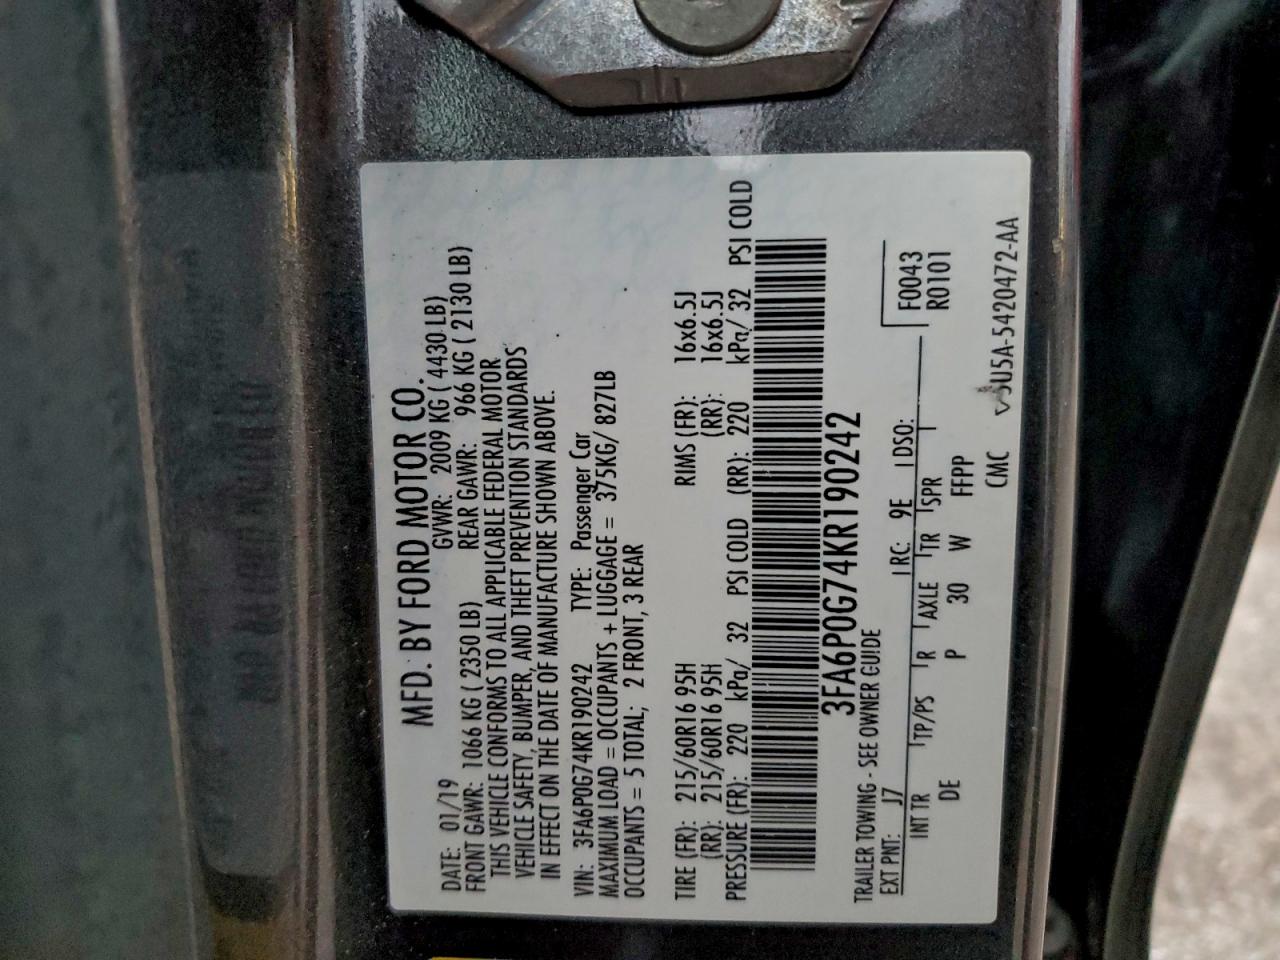 MFD. BY FORD MOTOR CO.
DATE: 01/19 GVWR: 2009 KG ( 4430 LB)
FRONT GAWR: 1066 KG ( 2350 LB) REAR GAWR: 966 KG ( 2130 LB)
THIS VEHICLE CONFORMS TO ALL APPLICABLE FEDERAL MOTOR
VEHICLE SAFETY, BUMPER, AND THEFT PREVENTION STANDARDS
IN EFFECT ON THE DATE OF MANUFACTURE SHOWN ABOVE.
VIN: 3FA6P0G74KR190242 TYPE: Passenger Car
MAXIMUM LOAD = OCCUPANTS + LUGGAGE = 375KG/ 827LB
OCCUPANTS = 5 TOTAL; 2 FRONT, 3 REAR
TIRE (FR): 215/60R16 95H RIMS (FR): 16x6.5J
(RR): 215/60R16 95H (RR): 16x6.5J
PRESSURE (FR): 220 kPa/ 32 PSI COLD (RR): 220 kPa/ 32 PSI COLD
3FA6P0G74KR190242
TRAILER TOWING - SEE OWNER GUIDE
EXT PNT: J7 RC: 9E DSO: F0043
INT TR TP/PS R AXLE TR SPR R0101
DE P 30 W FFPP
CMC 5U5A-5420472-AA